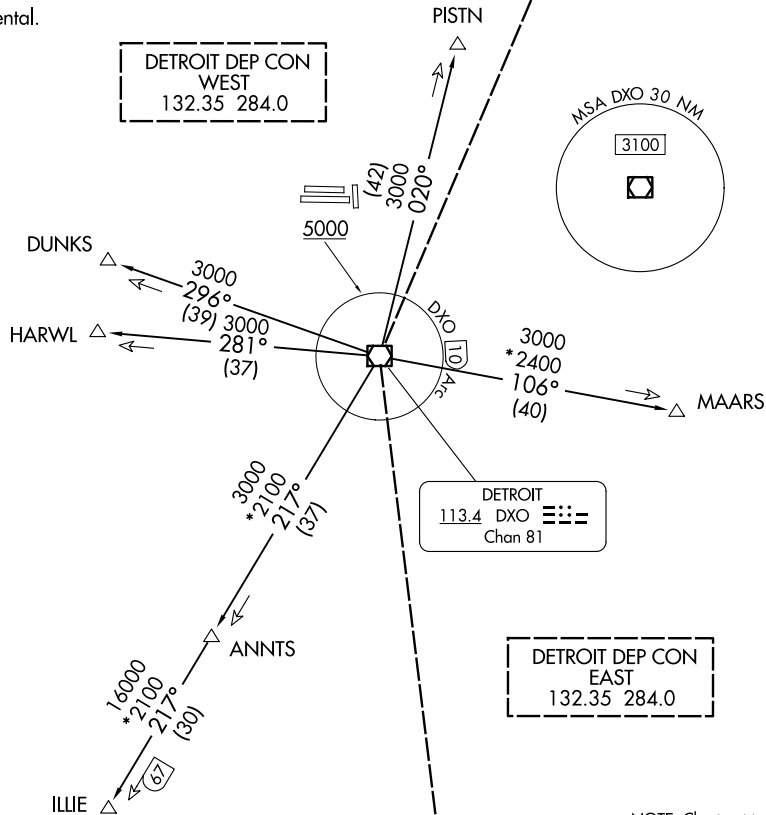 ental.
PISTN
DETROIT DEP CON
WEST
132.35 284.0
MSA DXO 30 NM
3100
(42)
3000
020°
5000
DUNKS
3000
296°
(39)
HARWL
3000
281°
(37)
DXO 10 Arc
3000
*2400
106°
(40)
MAARS
3000
*2100
217°
(37)
DETROIT
113.4 DXO
Chan 81
ANNTS
DETROIT DEP CON
EAST
132.35 284.0
16000
*2100
217°
(30)
67
ILLIE